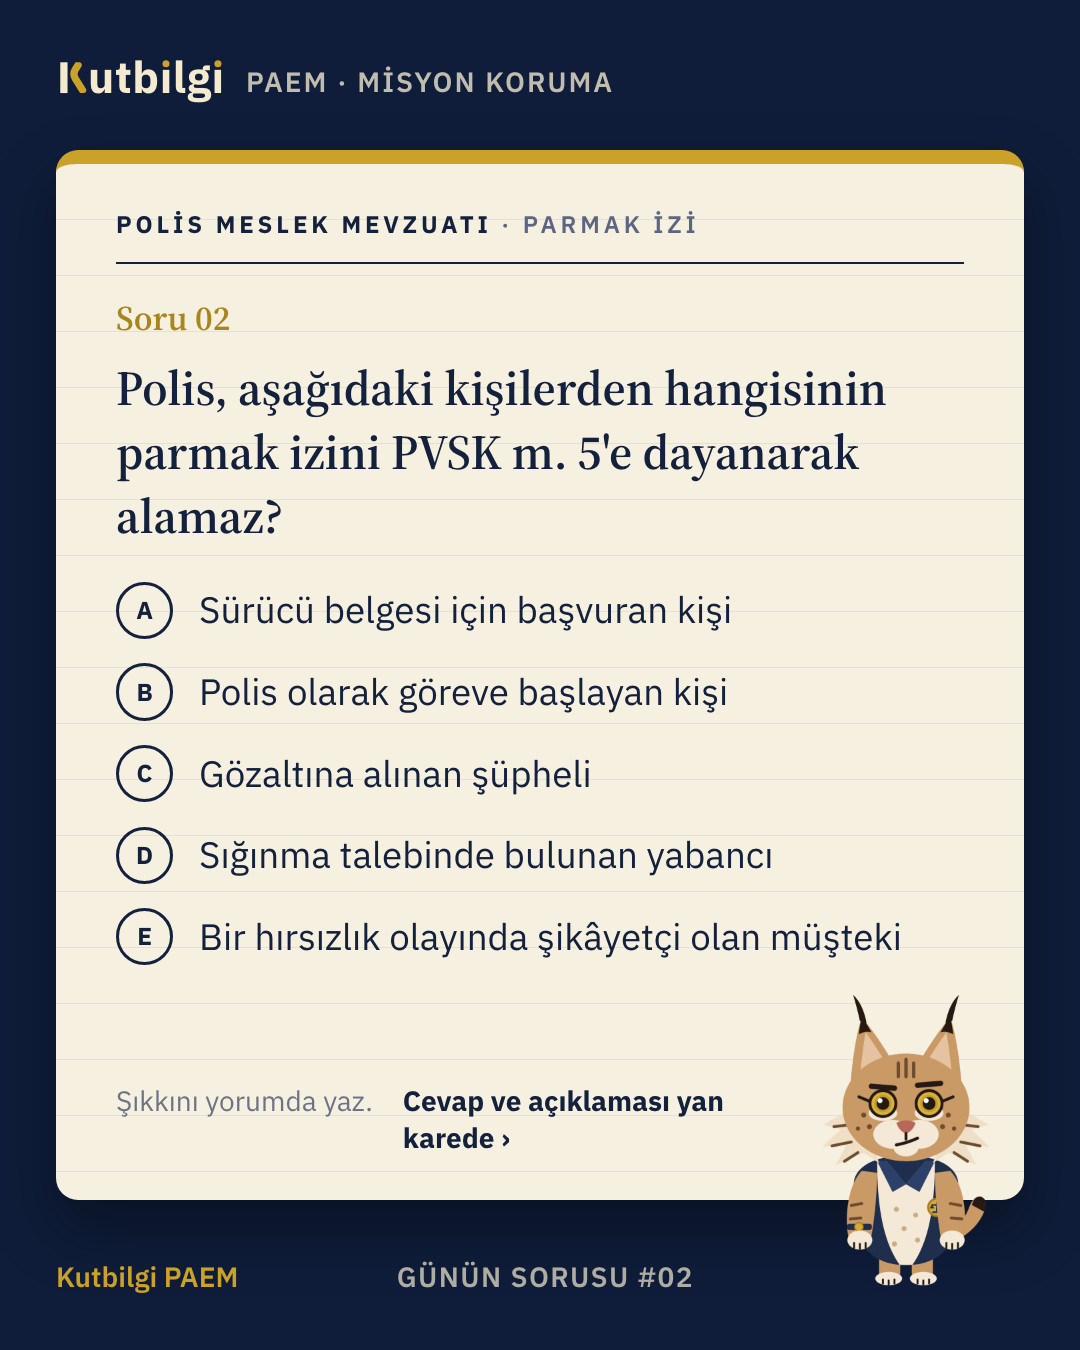 Kutbilgi PAEM · MİSYON KORUMA
POLİS MESLEK MEVZUATI · PARMAK İZİ
Soru 02
Polis, aşağıdaki kişilerden hangisinin
parmak izini PVSK m. 5'e dayanarak
alamaz?
A Sürücü belgesi için başvuran kişi
B Polis olarak göreve başlayan kişi
C Gözaltına alınan şüpheli
D Sığınma talebinde bulunan yabancı
E Bir hırsızlık olayında şikâyetçi olan müşteki
Şıkkını yorumda yaz. Cevap ve açıklaması yan
karede ›
Kutbilgi PAEM GÜNÜN SORUSU #02